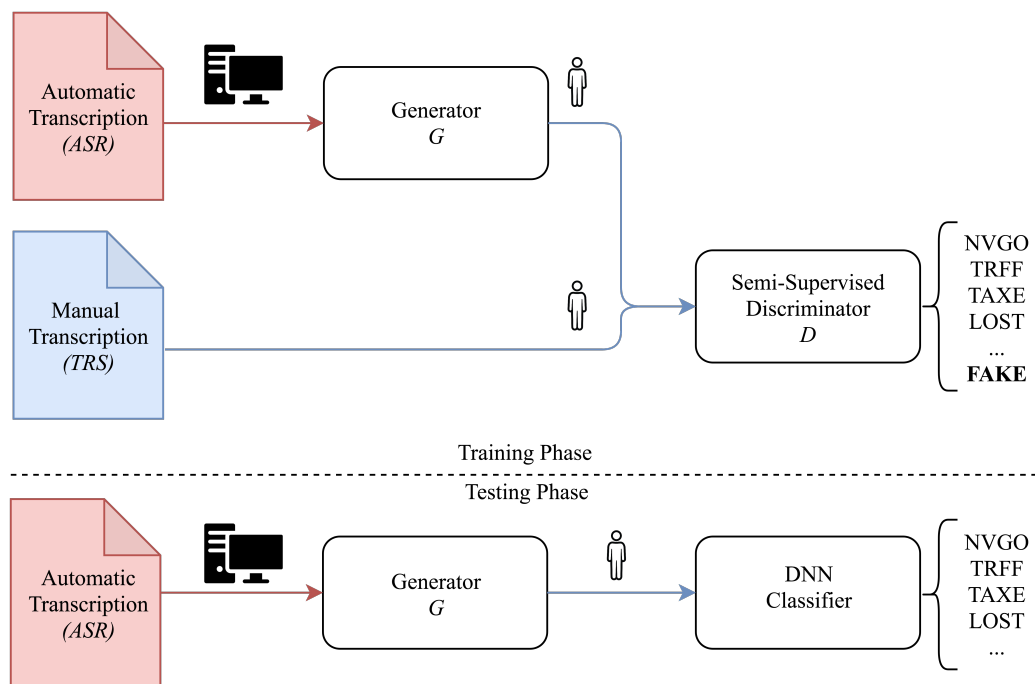 Automatic
Transcription
(ASR)
Generator
G
Manual
Transcription
(TRS)
Semi-Supervised
Discriminator
D
NVGO
TRFF
TAXE
LOST
...
FAKE
Training Phase
Testing Phase
Automatic
Transcription
(ASR)
Generator
G
DNN
Classifier
NVGO
TRFF
TAXE
LOST
...